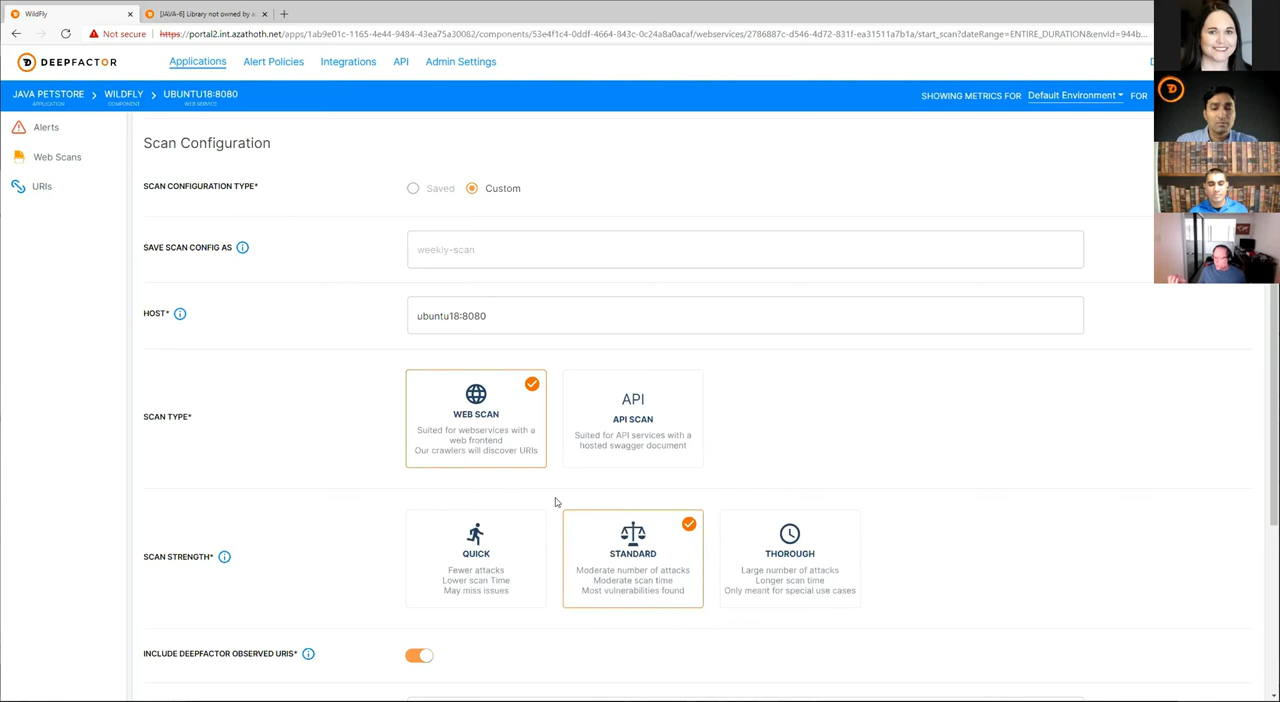 WildFly
[JAVA-6] Library not owned by a
Not secure
https://portal2.int.azathoth.net/apps/1ab9e01c-1165-4e44-9484-43ea75a30082/components/53e4f1c4-0ddf-4664-843c-0c24a8a0acaf/webservices/2786887c-d546-4d72-831f-ea31511a7b1a/start_scan?dateRange=ENTIRE_DURATION&envId=944b...
DEEPFACTOR
Applications
Alert Policies
Integrations
API
Admin Settings
JAVA PETSTORE
WILDFLY
UBUNTU18:8080
APPLICATION
COMPONENT
WEB SERVICE
SHOWING METRICS FOR
Default Environment
FOR
Alerts
Web Scans
URIs
Scan Configuration
SCAN CONFIGURATION TYPE*
Saved
Custom
SAVE SCAN CONFIG AS
weekly-scan
HOST*
ubuntu18:8080
SCAN TYPE*
WEB SCAN
Suited for webservices with a
web frontend
Our crawlers will discover URIs
API
API SCAN
Suited for API services with a
hosted swagger document
SCAN STRENGTH*
QUICK
Fewer attacks
Lower scan Time
May miss issues
STANDARD
Moderate number of attacks
Moderate scan time
Most vulnerabilities found
THOROUGH
Large number of attacks
Longer scan time
Only meant for special use cases
INCLUDE DEEPFACTOR OBSERVED URIS*